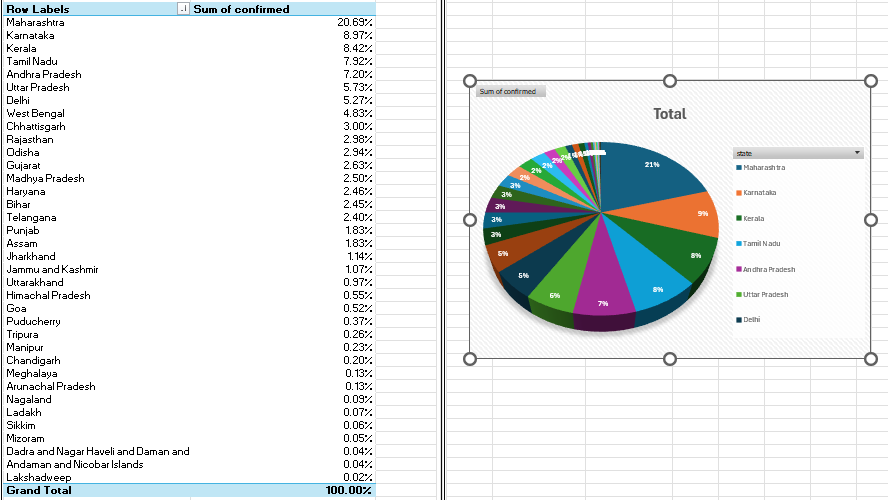 Row Labels Sum of confirmed
Maharashtra 20.69%
Karnataka 8.97%
Kerala 8.42%
Tamil Nadu 7.92%
Andhra Pradesh 7.20%
Uttar Pradesh 5.73%
Delhi 5.27%
West Bengal 4.83%
Chhattisgarh 3.00%
Rajasthan 2.98%
Odisha 2.94%
Gujarat 2.63%
Madhya Pradesh 2.50%
Haryana 2.46%
Bihar 2.45%
Telangana 2.40%
Punjab 1.83%
Assam 1.83%
Jharkhand 1.14%
Jammu and Kashmir 1.07%
Uttarakhand 0.97%
Himachal Pradesh 0.55%
Goa 0.52%
Puducherry 0.37%
Tripura 0.26%
Manipur 0.23%
Chandigarh 0.20%
Meghalaya 0.13%
Arunachal Pradesh 0.13%
Nagaland 0.09%
Ladakh 0.07%
Sikkim 0.06%
Mizoram 0.05%
Dadra and Nagar Haveli and Daman and 0.04%
Andaman and Nicobar Islands 0.04%
Lakshadweep 0.02%
Grand Total 100.00%
Sum of confirmed
Total
21%
9%
8%
8%
7%
6%
5%
5%
3%
3%
3%
3%
3%
2%
2%
2%
2%
2%
state
Maharashtra
Karnataka
Kerala
Tamil Nadu
Andhra Pradesh
Uttar Pradesh
Delhi